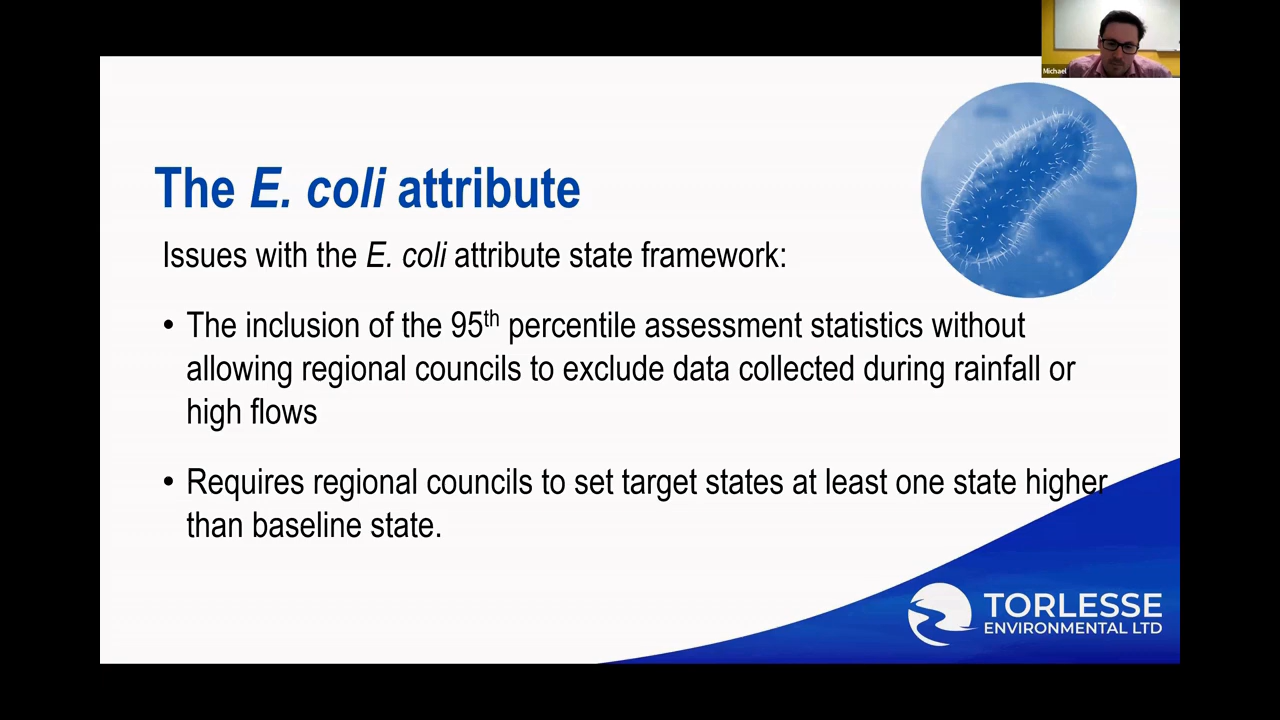 Michael
The E. coli attribute
Issues with the E. coli attribute state framework:
• The inclusion of the 95th percentile assessment statistics without
allowing regional councils to exclude data collected during rainfall or
high flows
• Requires regional councils to set target states at least one state higher
than baseline state.
TORLESSE
ENVIRONMENTAL LTD